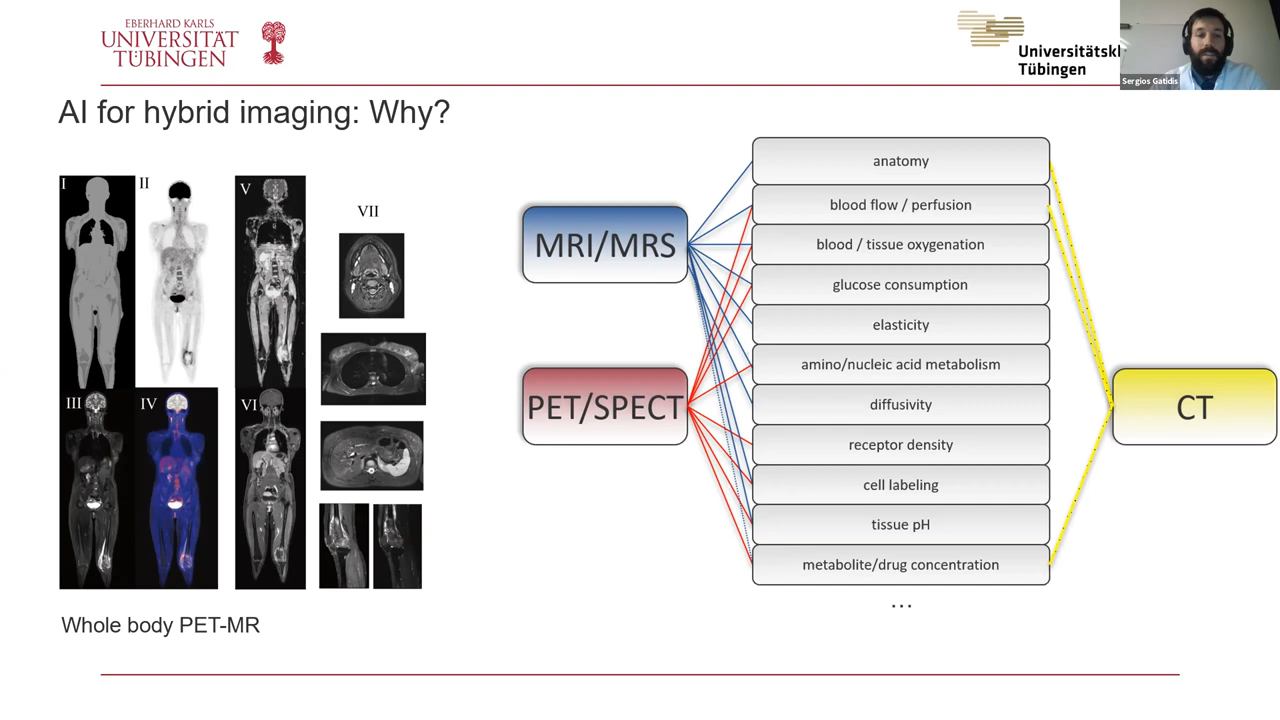 EBERHARD KARLS
UNIVERSITÄT
TÜBINGEN
Universitätskl
Tübingen
Sergios Gatidis
AI for hybrid imaging: Why?
I
II
III
IV
V
VI
VII
Whole body PET-MR
MRI/MRS
PET/SPECT
anatomy
blood flow / perfusion
blood / tissue oxygenation
glucose consumption
elasticity
amino/nucleic acid metabolism
diffusivity
receptor density
cell labeling
tissue pH
metabolite/drug concentration
...
CT